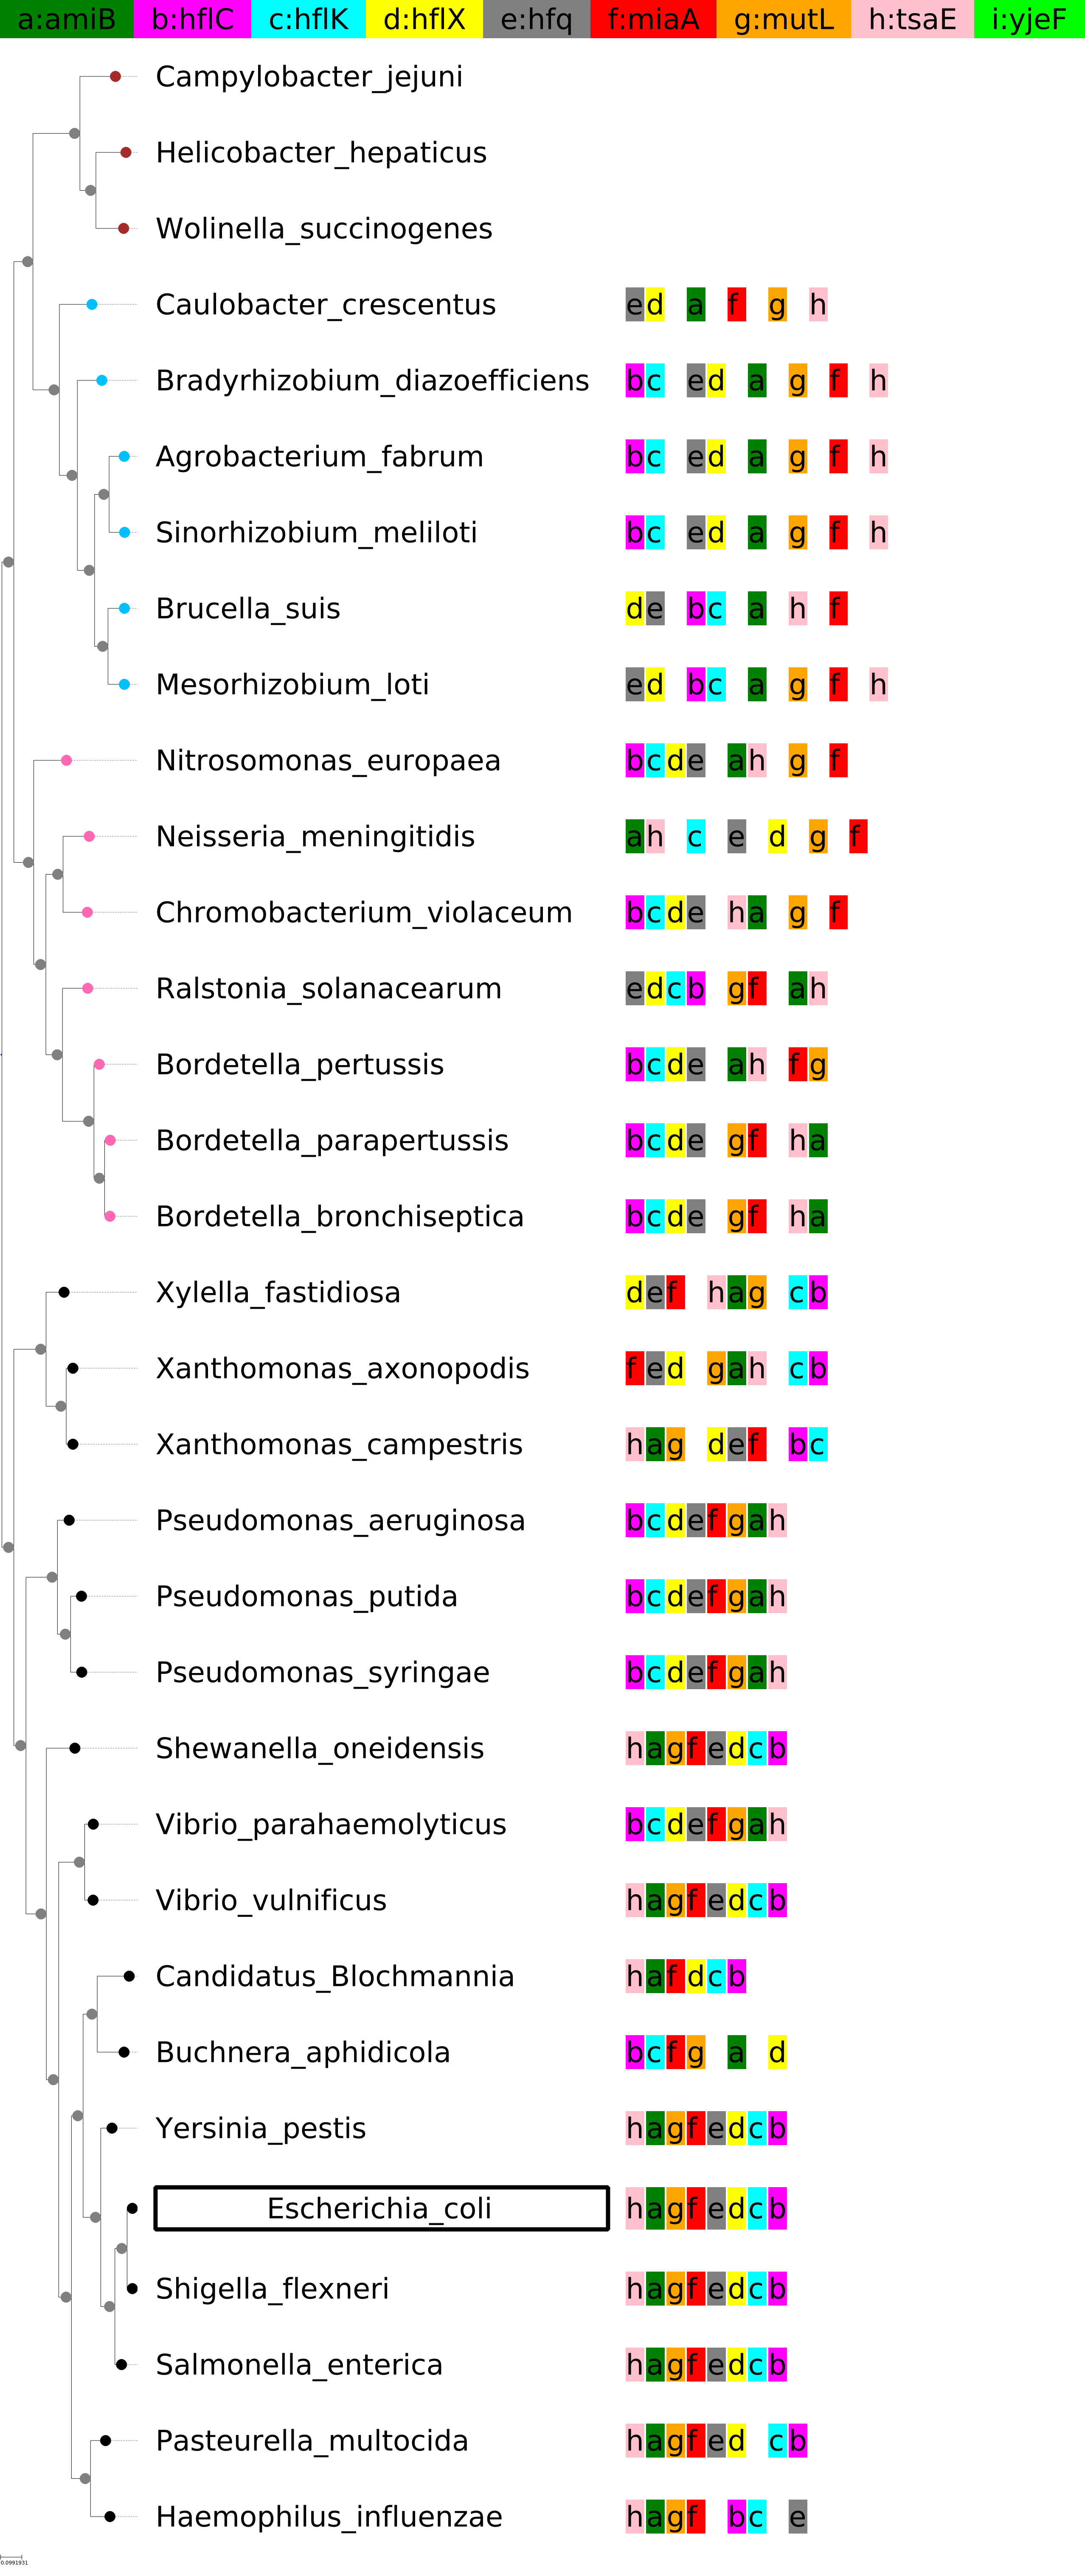 a:amiB b:hflC c:hflK d:hflX e:hfq f:miaA g:mutL h:tsaE i:yjeF
Campylobacter_jejuni
Helicobacter_hepaticus
Wolinella_succinogenes
Caulobacter_crescentus ed a f g h
Bradyrhizobium_diazoefficiens bc ed a g f h
Agrobacterium_fabrum bc ed a g f h
Sinorhizobium_meliloti bc ed a g f h
Brucella_suis de bc a h f
Mesorhizobium_loti ed bc a g f h
Nitrosomonas_europaea bcde ah g f
Neisseria_meningitidis ah c e d g f
Chromobacterium_violaceum bcde ha g f
Ralstonia_solanacearum edcb gf ah
Bordetella_pertussis bcde ah fg
Bordetella_parapertussis bcde gf ha
Bordetella_bronchiseptica bcde gf ha
Xylella_fastidiosa def hag cb
Xanthomonas_axonopodis fed gah cb
Xanthomonas_campestris hag def bc
Pseudomonas_aeruginosa bcdefgah
Pseudomonas_putida bcdefgah
Pseudomonas_syringae bcdefgah
Shewanella_oneidensis hagfedcb
Vibrio_parahaemolyticus bcdefgah
Vibrio_vulnificus hagfedcb
Candidatus_Blochmannia hafdcb
Buchnera_aphidicola bcfg a d
Yersinia_pestis hagfedcb
Escherichia_coli hagfedcb
Shigella_flexneri hagfedcb
Salmonella_enterica hagfedcb
Pasteurella_multocida hagfed cb
Haemophilus_influenzae hagf bc e
0.0991931